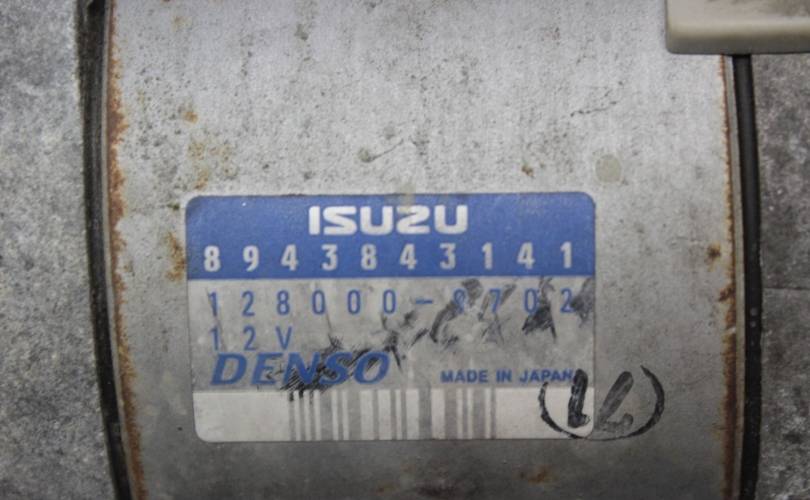 ISUZU
8943843141
128000-8702
12V
DENSO
MADE IN JAPAN